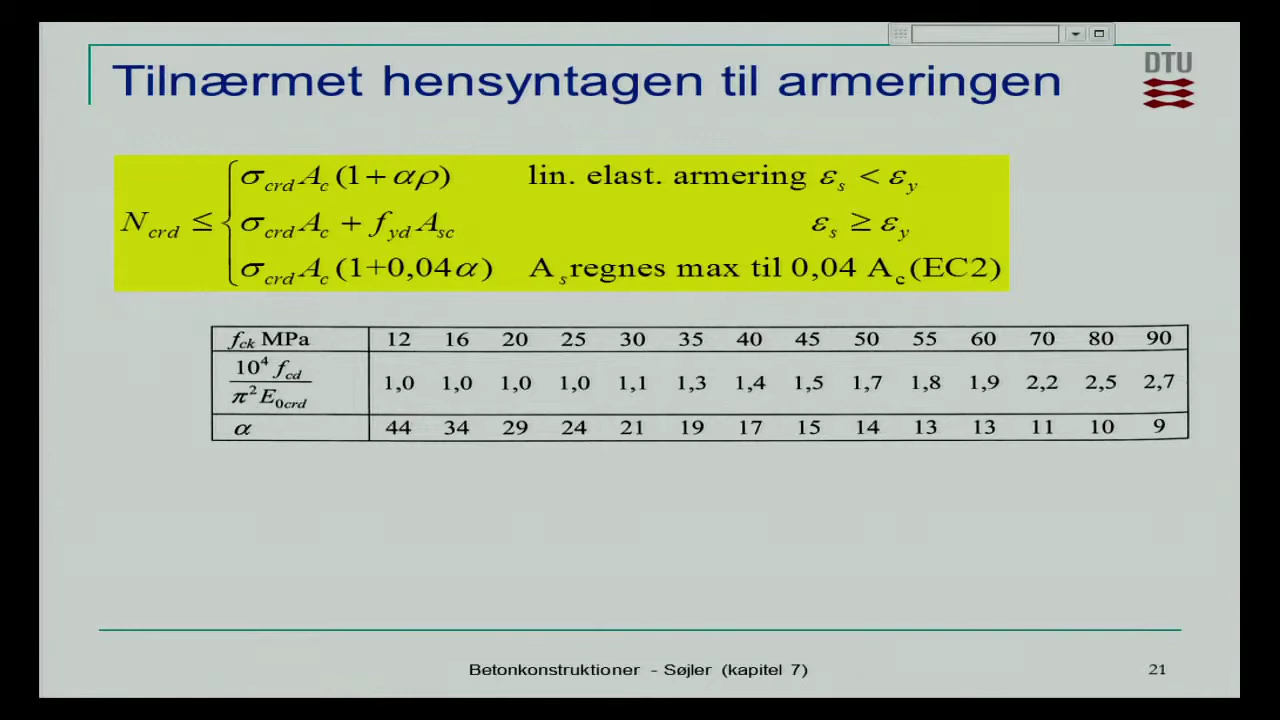 DTU
Tilnærmet hensyntagen til armeringen
N_crd ≤ { σ_crd A_c (1 + αρ) lin. elast. armering ε_s < ε_y
σ_crd A_c + f_yd A_sc ε_s ≥ ε_y
σ_crd A_c (1+0,04α) A_s regnes max til 0,04 A_c (EC2)
f_ck MPa 12 16 20 25 30 35 40 45 50 55 60 70 80 90
10^4 f_cd / π^2 E_0crd 1,0 1,0 1,0 1,0 1,1 1,3 1,4 1,5 1,7 1,8 1,9 2,2 2,5 2,7
α 44 34 29 24 21 19 17 15 14 13 13 11 10 9
Betonkonstruktioner - Søjler (kapitel 7)
21